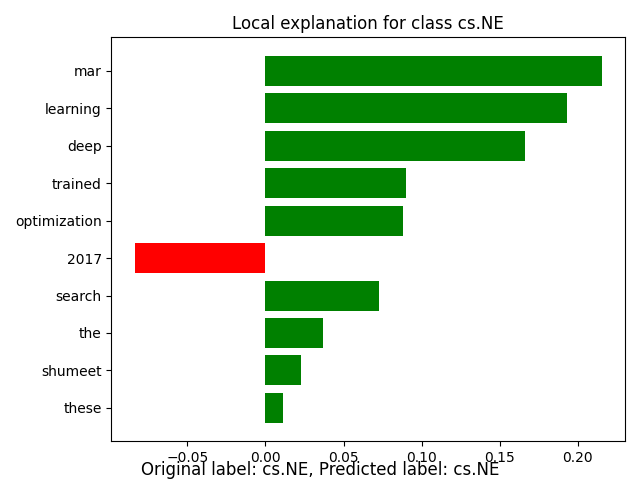 Local explanation for class cs.NE
mar
learning
deep
trained
optimization
2017
search
the
shumeet
these
−0.05 0.00 0.05 0.10 0.15 0.20
Original label: cs.NE, Predicted label: cs.NE